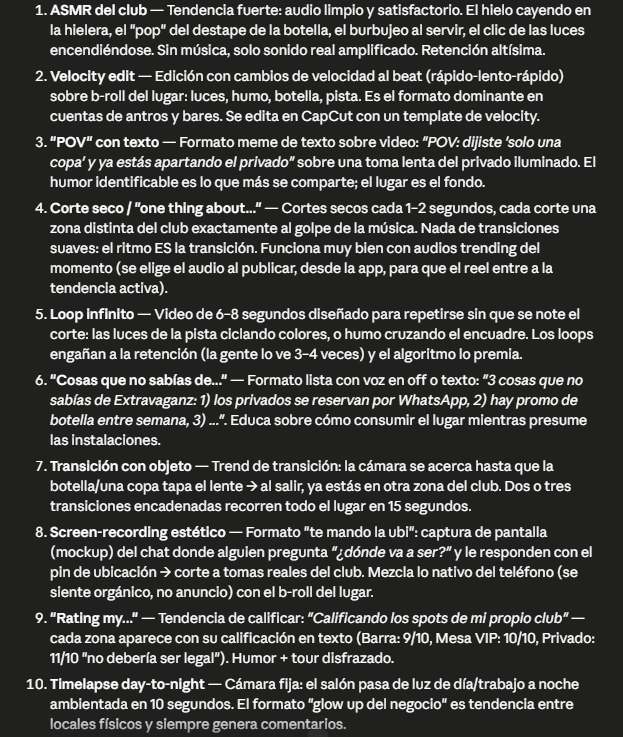 1. ASMR del club — Tendencia fuerte: audio limpio y satisfactorio. El hielo cayendo en
la hielera, el "pop" del destape de la botella, el burbujeo al servir, el clic de las luces
encendiéndose. Sin música, solo sonido real amplificado. Retención altísima.
2. Velocity edit — Edición con cambios de velocidad al beat (rápido-lento-rápido)
sobre b-roll del lugar: luces, humo, botella, pista. Es el formato dominante en
cuentas de antros y bares. Se edita en CapCut con un template de velocity.
3. "POV" con texto — Formato meme de texto sobre video: "POV: dijiste 'solo una
copa' y ya estás apartando el privado" sobre una toma lenta del privado iluminado. El
humor identificable es lo que más se comparte; el lugar es el fondo.
4. Corte seco / "one thing about..." — Cortes secos cada 1–2 segundos, cada corte una
zona distinta del club exactamente al golpe de la música. Nada de transiciones
suaves: el ritmo ES la transición. Funciona muy bien con audios trending del
momento (se elige el audio al publicar, desde la app, para que el reel entre a la
tendencia activa).
5. Loop infinito — Video de 6–8 segundos diseñado para repetirse sin que se note el
corte: las luces de la pista ciclando colores, o humo cruzando el encuadre. Los loops
engañan a la retención (la gente lo ve 3–4 veces) y el algoritmo lo premia.
6. "Cosas que no sabías de..." — Formato lista con voz en off o texto: "3 cosas que no
sabías de Extravaganz: 1) los privados se reservan por WhatsApp, 2) hay promo de
botella entre semana, 3) ...". Educa sobre cómo consumir el lugar mientras presume
las instalaciones.
7. Transición con objeto — Trend de transición: la cámara se acerca hasta que la
botella/una copa tapa el lente → al salir, ya estás en otra zona del club. Dos o tres
transiciones encadenadas recorren todo el lugar en 15 segundos.
8. Screen-recording estético — Formato "te mando la ubi": captura de pantalla
(mockup) del chat donde alguien pregunta "¿dónde va a ser?" y le responden con el
pin de ubicación → corte a tomas reales del club. Mezcla lo nativo del teléfono (se
siente orgánico, no anuncio) con el b-roll del lugar.
9. "Rating my..." — Tendencia de calificar: "Calificando los spots de mi propio club" —
cada zona aparece con su calificación en texto (Barra: 9/10, Mesa VIP: 10/10, Privado:
11/10 "no debería ser legal"). Humor + tour disfrazado.
10. Timelapse day-to-night — Cámara fija: el salón pasa de luz de día/trabajo a noche
ambientada en 10 segundos. El formato "glow up del negocio" es tendencia entre
locales físicos y siempre genera comentarios.